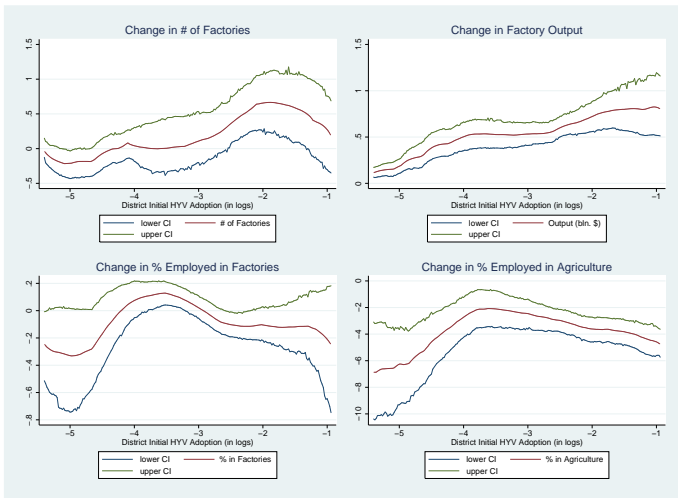 Change in # of Factories
1.5
1
.5
0
-.5
-5 -4 -3 -2 -1
District Initial HYV Adoption (in logs)
lower CI # of Factories
upper CI
Change in Factory Output
1.5
1
.5
0
-5 -4 -3 -2 -1
District Initial HYV Adoption (in logs)
lower CI Output (bln. $)
upper CI
Change in % Employed in Factories
.2
0
-.2
-.4
-.6
-.8
-5 -4 -3 -2 -1
District Initial HYV Adoption (in logs)
lower CI % in Factories
upper CI
Change in % Employed in Agriculture
0
-2
-4
-6
-8
-10
-5 -4 -3 -2 -1
District Initial HYV Adoption (in logs)
lower CI % in Agriculture
upper CI